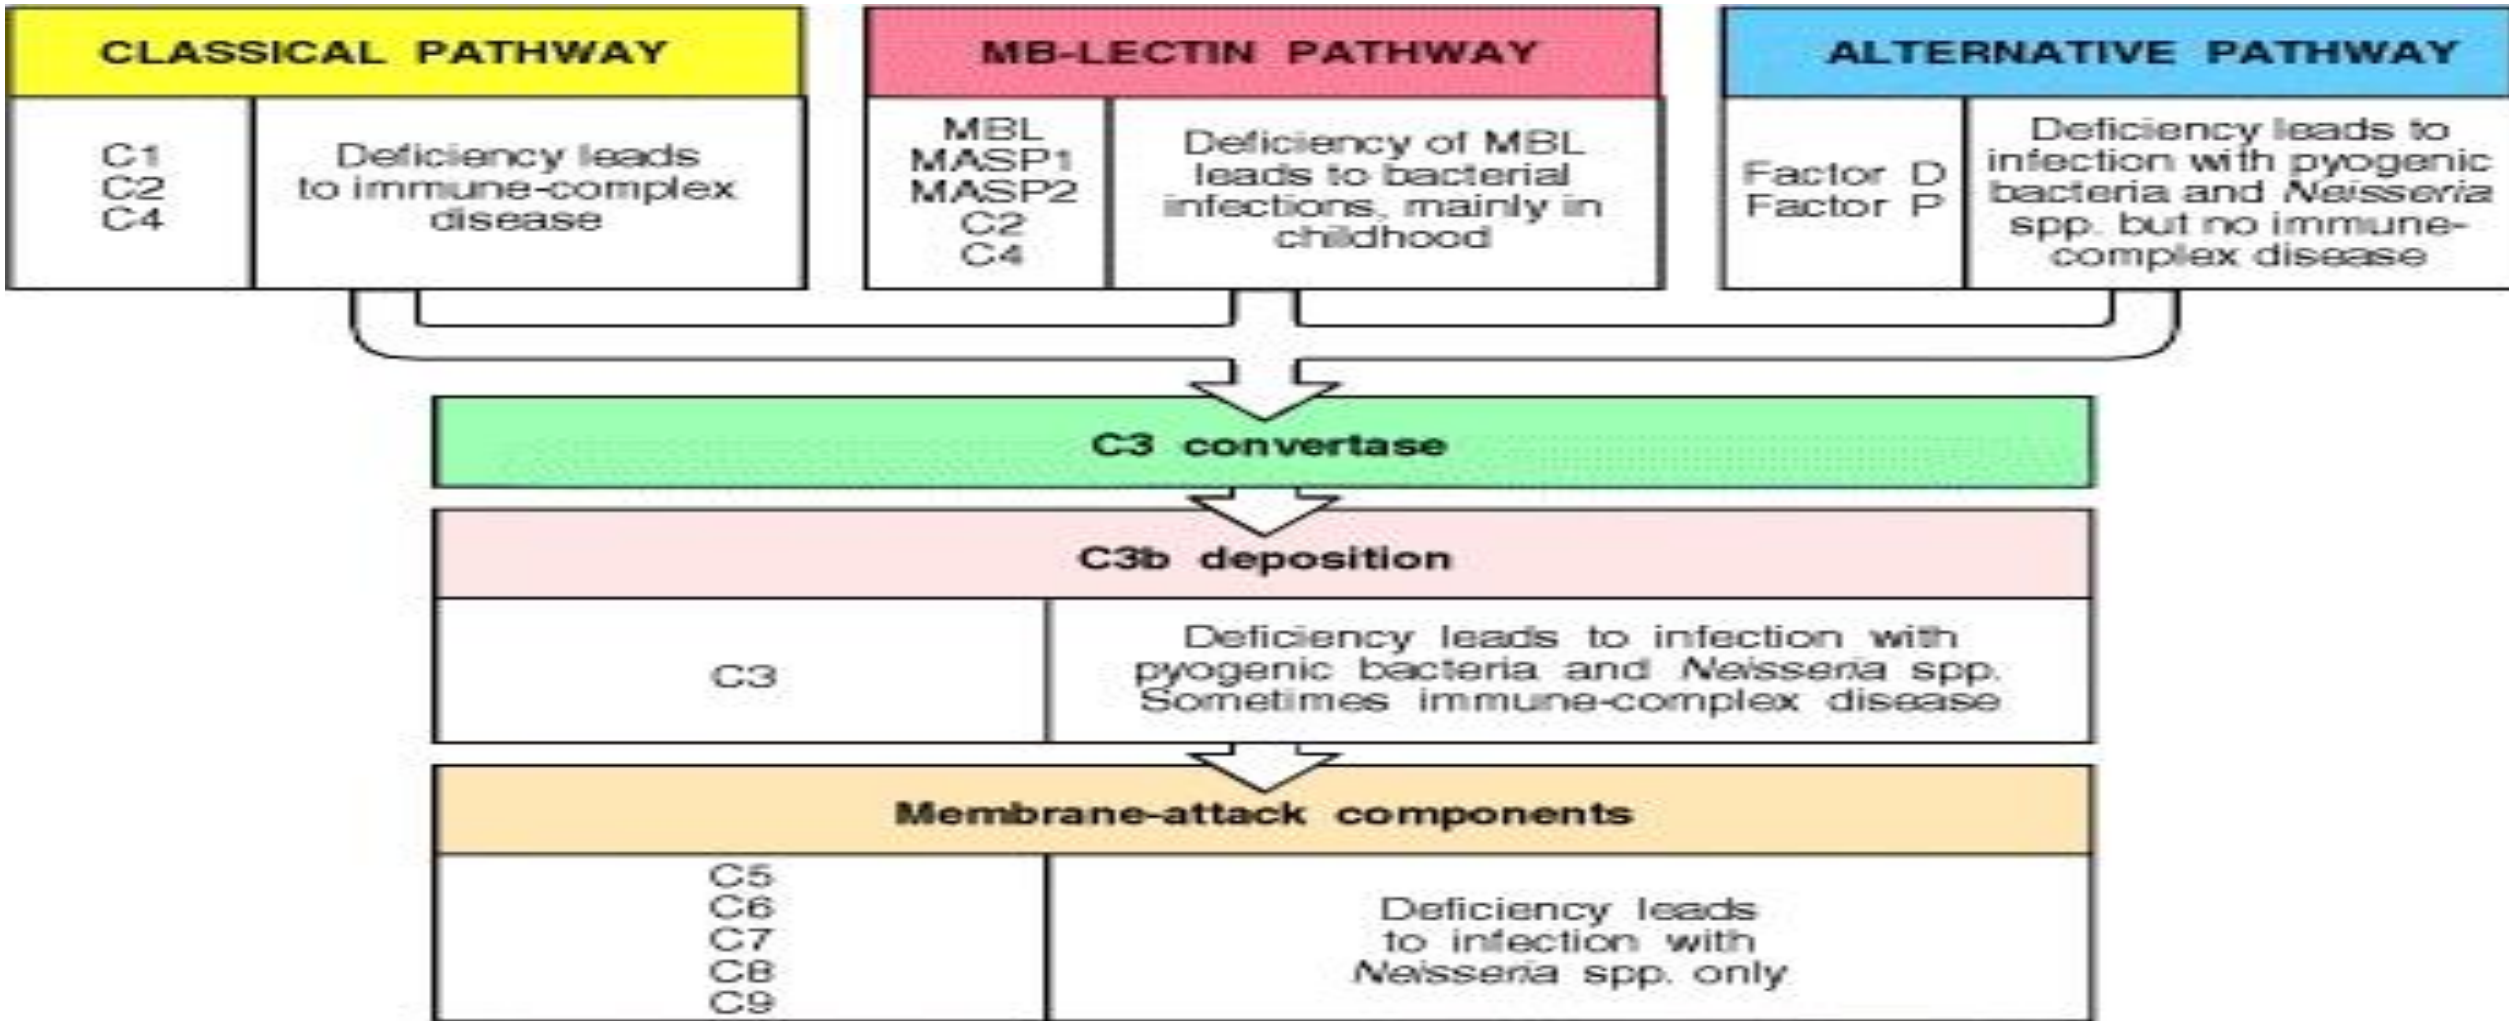 CLASSICAL PATHWAY
C1
C2
C4
Deficiency leads
to immune-complex
disease
MB-LECTIN PATHWAY
MBL
MASP1
MASP2
C2
C4
Deficiency of MBL
leads to bacterial
infections, mainly in
childhood
ALTERNATIVE PATHWAY
Factor D
Factor P
Deficiency leads to
infection with pyogenic
bacteria and Neisseria
spp. but no immune-
complex disease
C3 convertase
C3b deposition
C3
Deficiency leads to infection with
pyogenic bacteria and Neisseria spp.
Sometimes immune-complex disease
Membrane-attack components
C5
C6
C7
C8
C9
Deficiency leads
to infection with
Neisseria spp. only